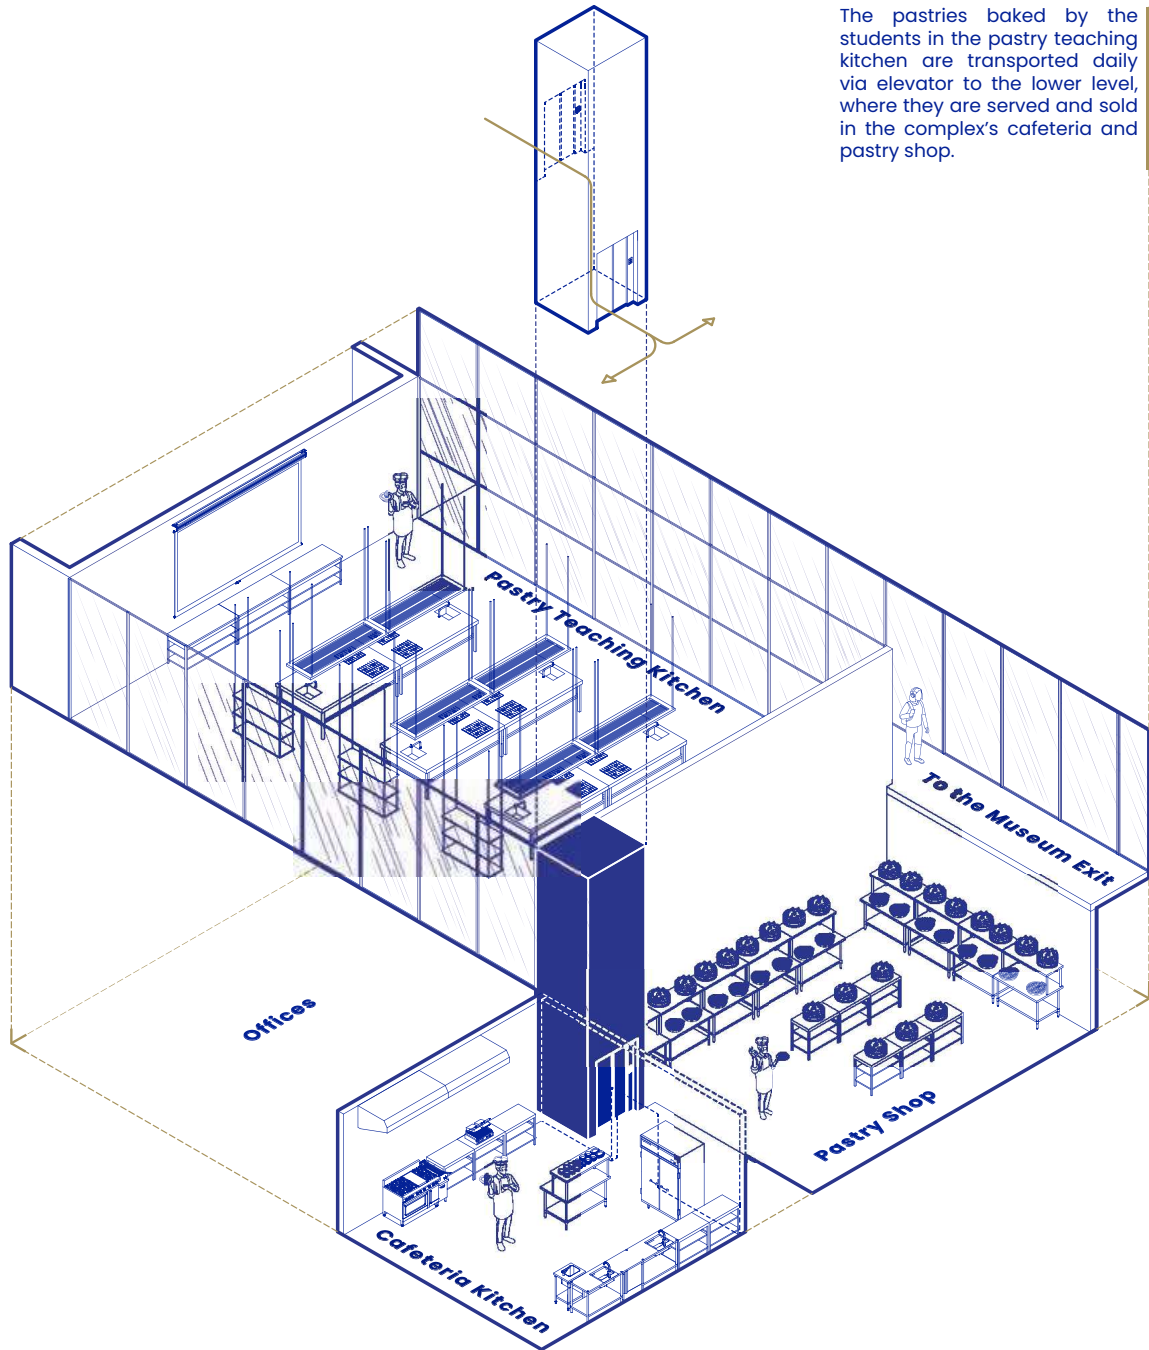 The pastries baked by the
students in the pastry teaching
kitchen are transported daily
via elevator to the lower level,
where they are served and sold
in the complex's cafeteria and
pastry shop.
Pastry Teaching Kitchen
To the Museum Exit
Offices
Pastry Shop
Cafeteria Kitchen